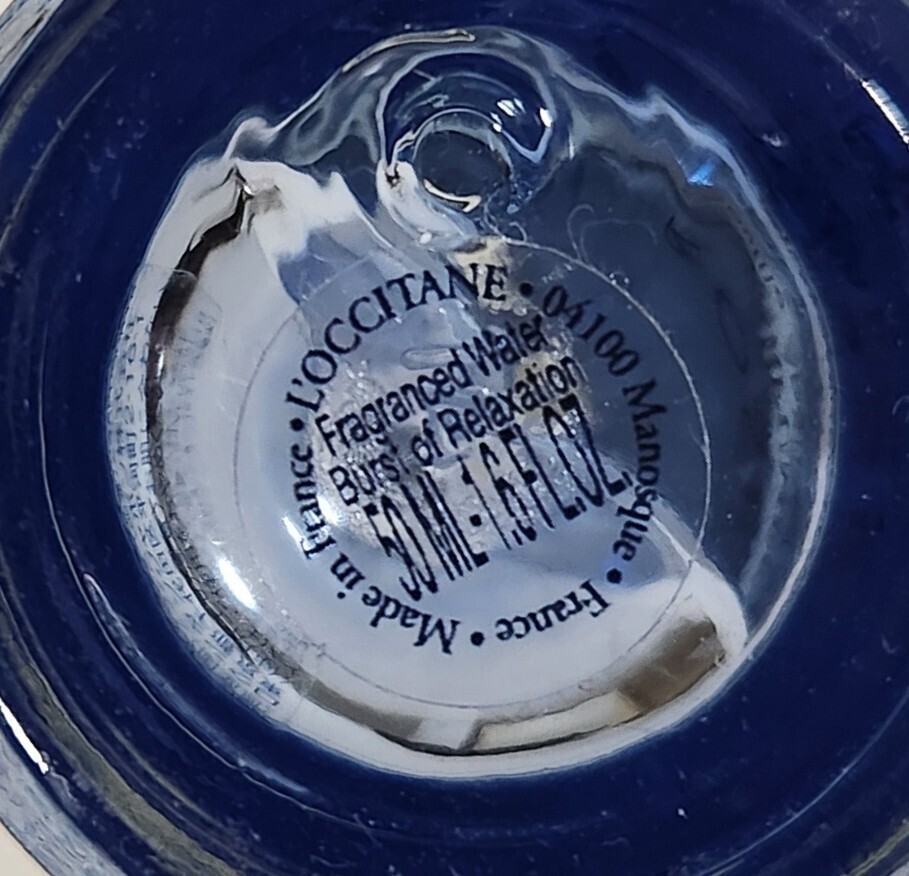 L'OCCITANE • 04100 Manosque • France • Made in France •
Fragranced Water
Burst of Relaxation
50 ML - 1.6 FL.OZ.